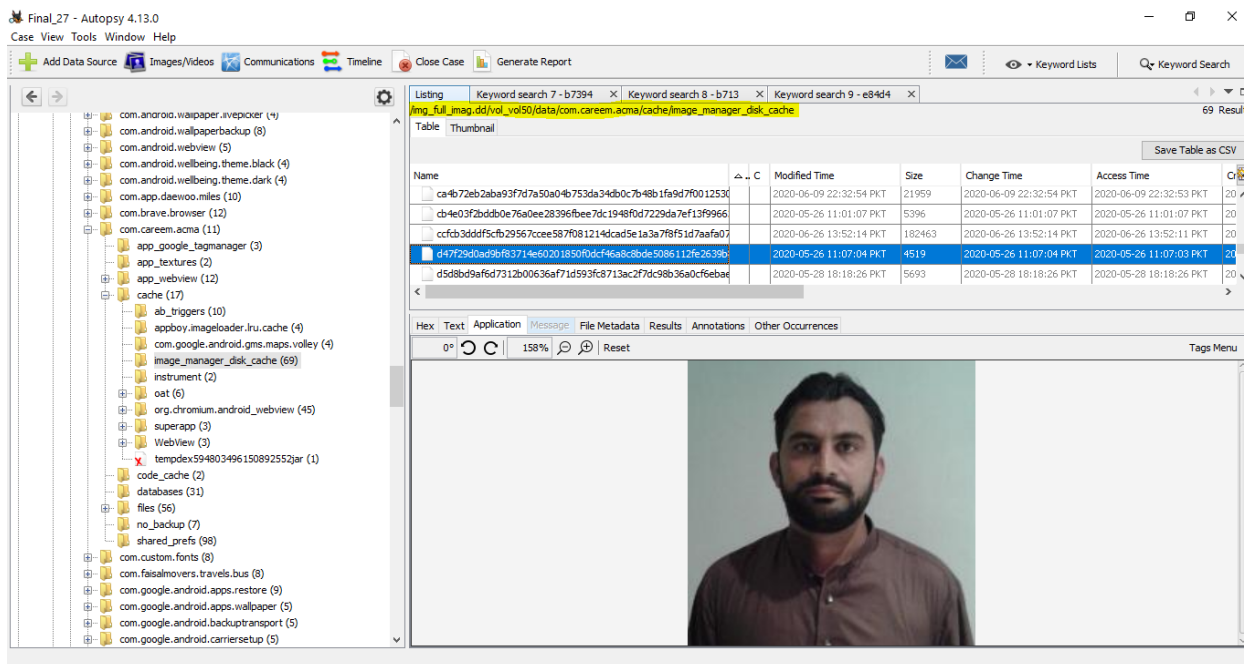 Final_27 - Autopsy 4.13.0
Case View Tools Window Help
Add Data Source Images/Videos Communications Timeline Close Case Generate Report Keyword Lists Keyword Search
com.android.wallpaper.livepicker (4)
com.android.wallpaperbackup (8)
com.android.webview (5)
com.android.wellbeing.theme.black (4)
com.android.wellbeing.theme.dark (4)
com.app.daewoo.miles (10)
com.brave.browser (12)
com.careem.acma (11)
app_google_tagmanager (3)
app_textures (2)
app_webview (12)
cache (17)
ab_triggers (10)
appboy.imageloader.lru.cache (4)
com.google.android.gms.maps.volley (4)
image_manager_disk_cache (69)
instrument (2)
oat (6)
org.chromium.android_webview (45)
superapp (3)
WebView (3)
tempdex594803496150892552jar (1)
code_cache (2)
databases (31)
files (56)
no_backup (7)
shared_prefs (98)
com.custom.fonts (8)
com.faisalmovers.travels.bus (8)
com.google.android.apps.restore (9)
com.google.android.apps.wallpaper (5)
com.google.android.backuptransport (5)
com.google.android.carriersetup (5)
Listing Keyword search 7 - b7394 X Keyword search 8 - b713 X Keyword search 9 - e84d4 X
/img_full_imag.dd/vol_vol50/data/com.careem.acma/cache/image_manager_disk_cache 69 Result
Table Thumbnail
Save Table as CSV
Name C Modified Time Size Change Time Access Time Cr
ca4b72eb2aba93f7d7a50a04b753da34db0c7b48b1fa9d7f0012530 2020-06-09 22:32:54 PKT 21959 2020-06-09 22:32:54 PKT 2020-06-09 22:32:53 PKT 20
cb4e03f2bddb0e76a0ee28396fbee7dc1948f0d7229da7ef13f9966 2020-05-26 11:01:07 PKT 5396 2020-05-26 11:01:07 PKT 2020-05-26 11:01:07 PKT 20
ccfcb3dddf5cfb29567ccee587f081214dcad5e1a3a7f8f51d7aafa07 2020-06-26 13:52:14 PKT 182463 2020-06-26 13:52:14 PKT 2020-06-26 13:52:11 PKT 20
d47f29d0ad9bf83714e60201850f0dcf46a8c8bde5086112fe2639b 2020-05-26 11:07:04 PKT 4519 2020-05-26 11:07:04 PKT 2020-05-26 11:07:03 PKT 20
d5d8bd9af6d7312b00636af71d593fc8713ac2f7dc98b36a0cf6ebae 2020-05-28 18:18:26 PKT 5693 2020-05-28 18:18:26 PKT 2020-05-28 18:18:26 PKT 20
Hex Text Application Message File Metadata Results Annotations Other Occurrences
0° 158% Reset Tags Menu